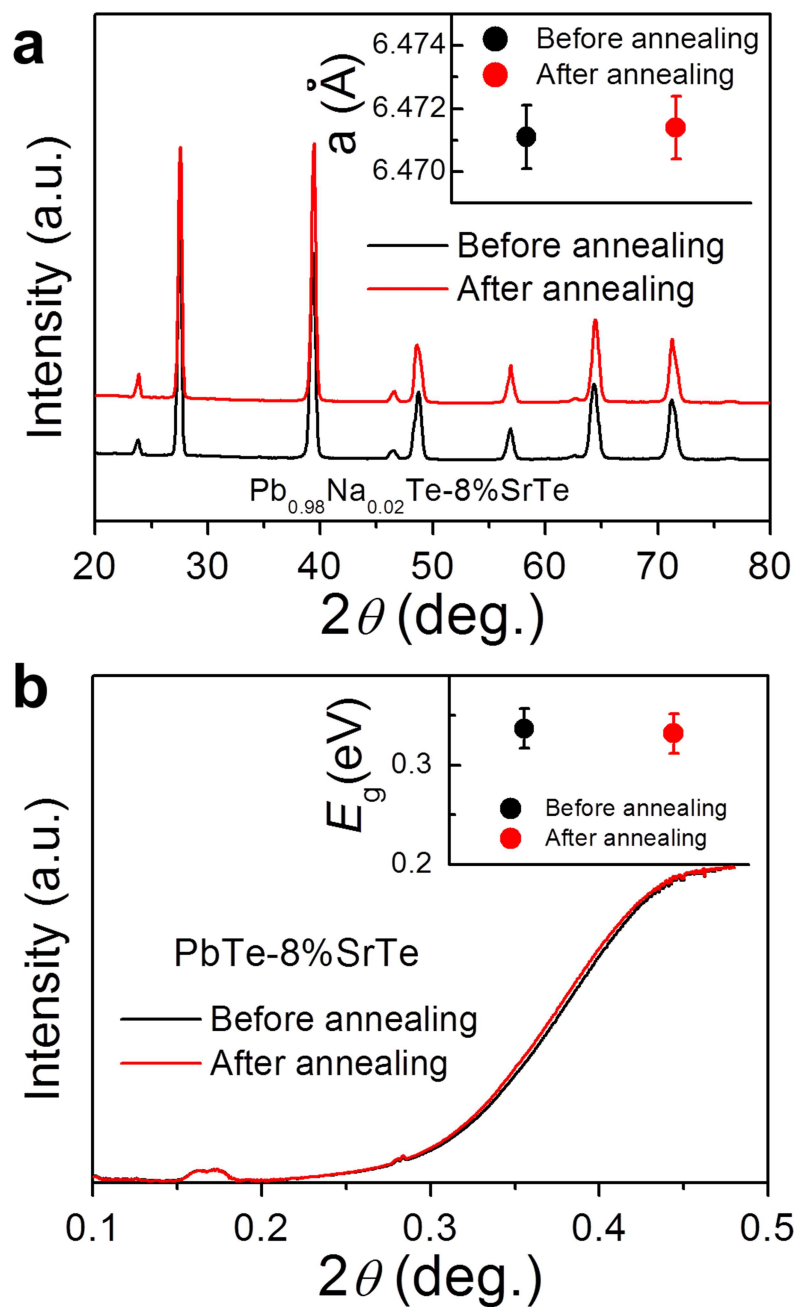 a
Intensity (a.u.)
a (Å)
6.474
6.472
6.470
Before annealing
After annealing
Before annealing
After annealing
Pb0.98Na0.02Te-8%SrTe
20 30 40 50 60 70 80
2θ (deg.)
b
Intensity (a.u.)
Eg (eV)
0.3
0.2
Before annealing
After annealing
PbTe-8%SrTe
Before annealing
After annealing
0.1 0.2 0.3 0.4 0.5
2θ (deg.)